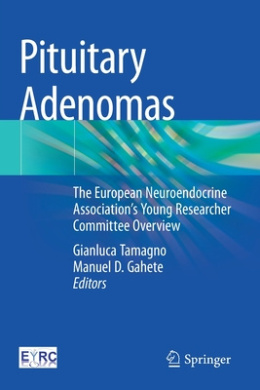 Pituitary
Adenomas
The European Neuroendocrine
Association's Young Researcher
Committee Overview
Gianluca Tamagno
Manuel D. Gahete
Editors
EYRC
Springer